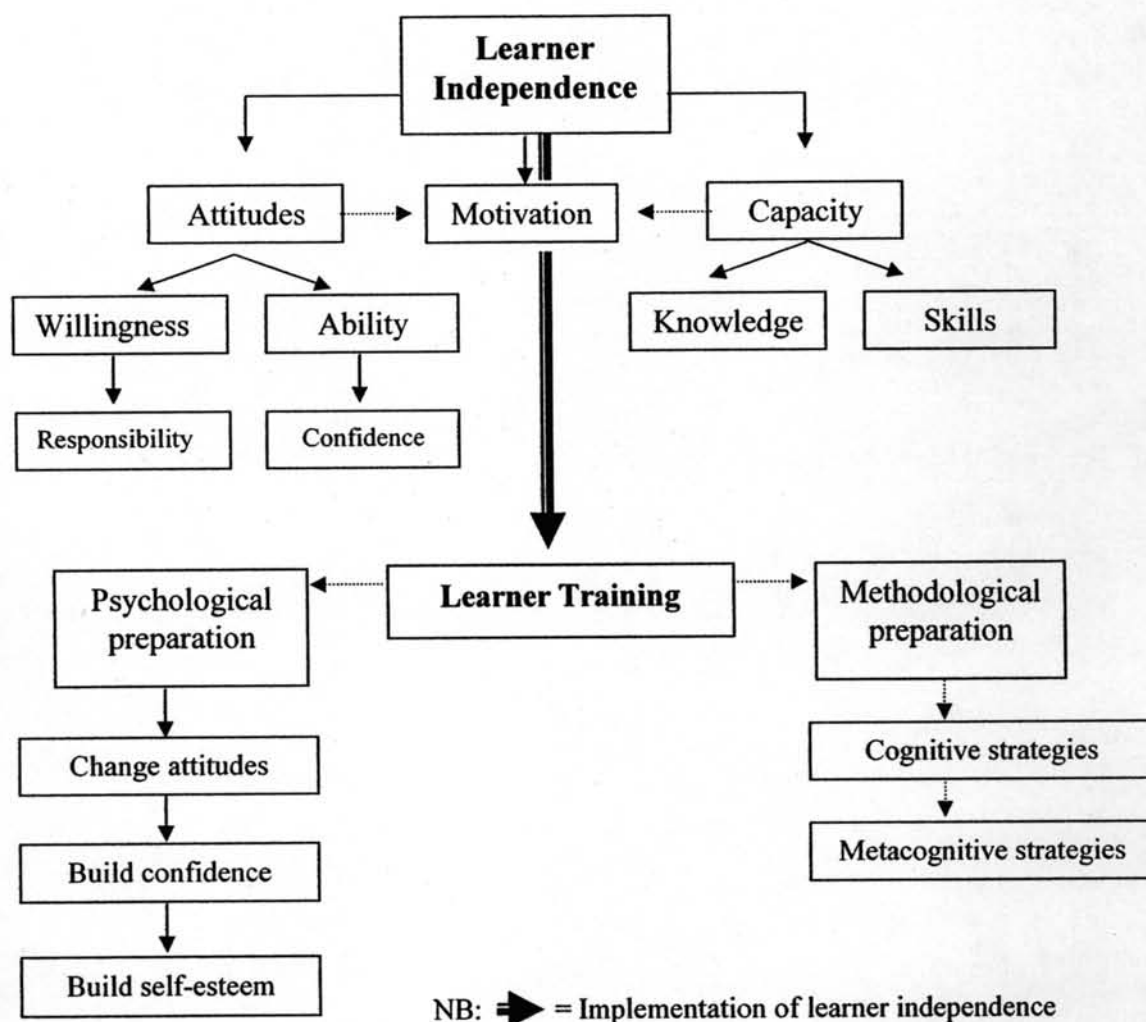 Learner
Independence
Attitudes
Motivation
Capacity
Willingness
Ability
Knowledge
Skills
Responsibility
Confidence
Psychological
preparation
Learner Training
Methodological
preparation
Change attitudes
Cognitive strategies
Build confidence
Metacognitive strategies
Build self-esteem
NB: = Implementation of learner independence